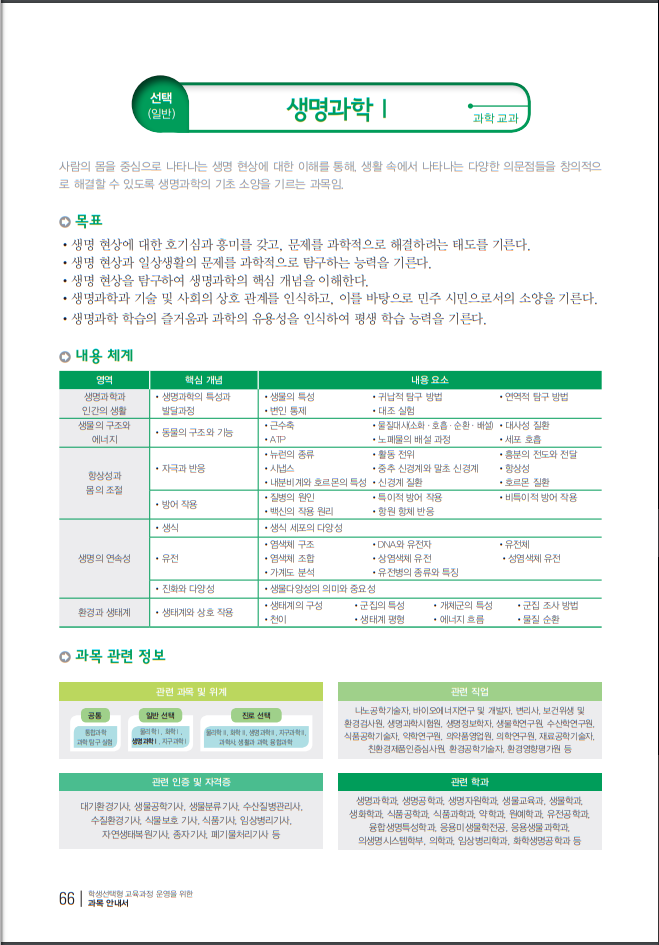 선택
(일반)
생명과학 Ⅰ
과학 교과
사람의 몸을 중심으로 나타나는 생명 현상에 대한 이해를 통해, 생활 속에서 나타나는 다양한 의문점들을 창의적으
로 해결할 수 있도록 생명과학의 기초 소양을 기르는 과목임.
목표
• 생명 현상에 대한 호기심과 흥미를 갖고, 문제를 과학적으로 해결하려는 태도를 기른다.
• 생명 현상과 일상생활의 문제를 과학적으로 탐구하는 능력을 기른다.
• 생명 현상을 탐구하여 생명과학의 핵심 개념을 이해한다.
• 생명과학과 기술 및 사회의 상호 관계를 인식하고, 이를 바탕으로 민주 시민으로서의 소양을 기른다.
• 생명과학 학습의 즐거움과 과학의 유용성을 인식하여 평생 학습 능력을 기른다.
내용 체계
영역 핵심 개념 내용 요소
생명과학과 • 생명과학의 특성과 • 생물의 특성 • 귀납적 탐구 방법 • 연역적 탐구 방법
인간의 생활 발달과정 • 변인 통제 • 대조 실험
생물의 구조와 • 동물의 구조와 기능 • 근수축 • 물질대사(소화 · 호흡 · 순환 · 배설) • 대사성 질환
에너지 • ATP • 노폐물의 배설 과정 • 세포 호흡
항상성과 • 자극과 반응 • 뉴런의 종류 • 활동 전위 • 흥분의 전도와 전달
몸의 조절 • 시냅스 • 중추 신경계와 말초 신경계 • 항상성
• 내분비계와 호르몬의 특성 • 신경계 질환 • 호르몬 질환
• 방어 작용 • 질병의 원인 • 특이적 방어 작용 • 비특이적 방어 작용
• 백신의 작용 원리 • 항원 항체 반응
생명의 연속성 • 생식 • 생식 세포의 다양성
• 유전 • 염색체 구조 • DNA와 유전자 • 유전체
• 염색체 조합 • 상염색체 유전 • 성염색체 유전
• 가계도 분석 • 유전병의 종류와 특징
• 진화와 다양성 • 생물다양성의 의미와 중요성
환경과 생태계 • 생태계와 상호 작용 • 생태계의 구성 • 군집의 특성 • 개체군의 특성 • 군집 조사 방법
• 천이 • 생태계 평형 • 에너지 흐름 • 물질 순환
과목 관련 정보
관련 과목 및 위계
공통 일반 선택 진로 선택
통합과학 물리학Ⅰ, 화학Ⅰ, 물리학Ⅱ, 화학Ⅱ, 생명과학Ⅱ, 지구과학Ⅱ,
과학 탐구 실험 생명과학Ⅰ, 지구과학Ⅰ 과학사, 생활과 과학, 융합과학
관련 직업
나노공학기술자, 바이오에너지연구 및 개발자, 변리사, 보건위생 및
환경검사원, 생명과학시험원, 생명정보학자, 생물학연구원, 수산학연구원,
식품공학기술자, 약학연구원, 의약품영업원, 의학연구원, 재료공학기술자,
친환경제품인증심사원, 환경공학기술자, 환경영향평가원 등
관련 인증 및 자격증
대기환경기사, 생물공학기사, 생물분류기사, 수산질병관리사,
수질환경기사, 식물보호 기사, 식품기사, 임상병리기사,
자연생태복원기사, 종자기사, 폐기물처리기사 등
관련 학과
생명과학과, 생명공학과, 생명자원학과, 생물교육과, 생물학과,
생화학과, 식품공학과, 식품과학과, 약학과, 원예학과, 유전공학과,
융합생명특성학과, 응용미생물학전공, 응용생물과학과,
의생명시스템학부, 의학과, 임상병리학과, 화학생명공학과 등
66 학생선택형 교육과정 운영을 위한
과목 안내서